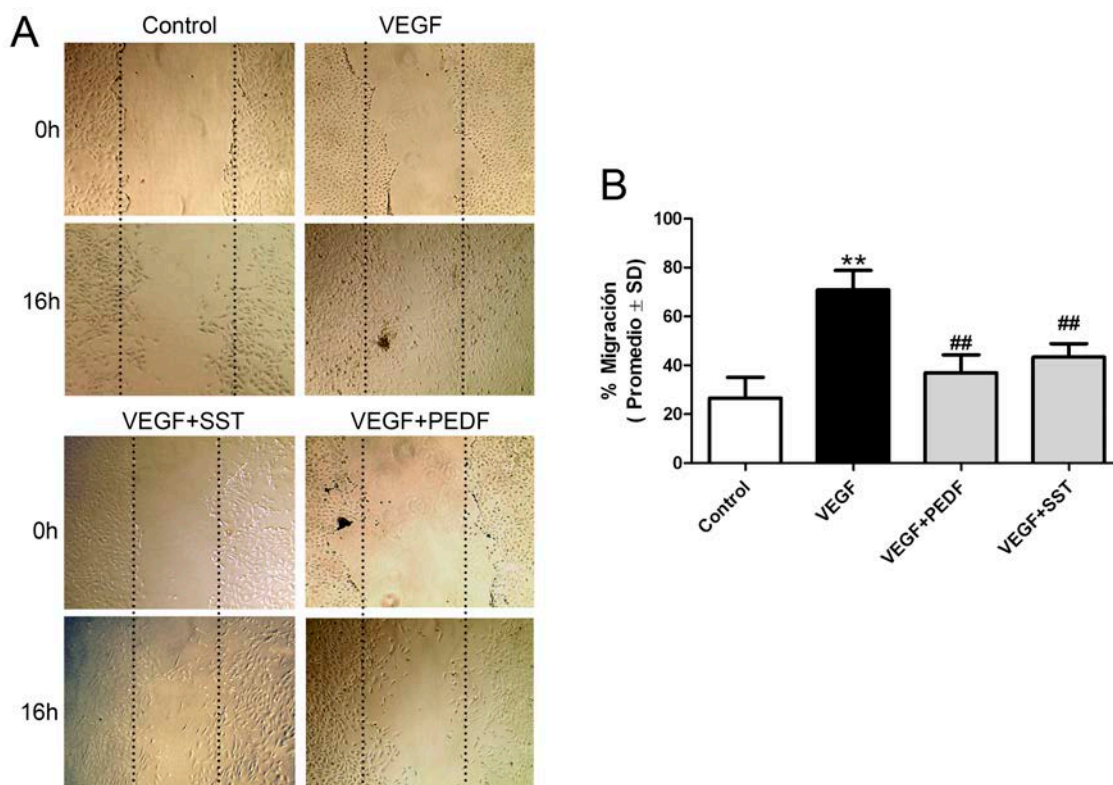 A
Control
VEGF
0h
16h
VEGF+SST
VEGF+PEDF
0h
16h
B
% Migración
( Promedio ± SD)
100
80
60
40
20
0
**
##
##
Control
VEGF
VEGF+PEDF
VEGF+SST